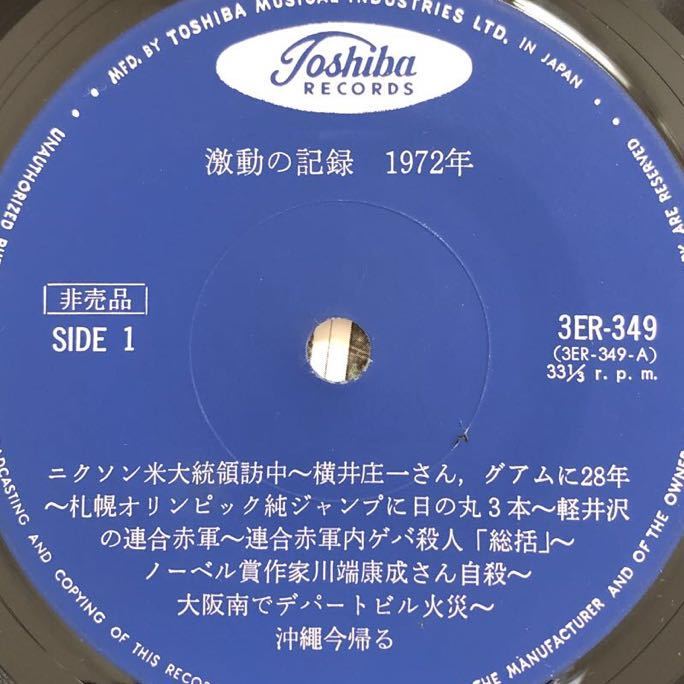 MFD. BY TOSHIBA MUSICAL INDUSTRIES LTD. IN JAPAN
Toshiba
RECORDS
激動の記録 1972年
非売品
SIDE 1
3ER-349
(3ER-349-A)
33⅓ r. p. m.
ニクソン米大統領訪中〜横井庄一さん，グアムに28年
〜札幌オリンピック純ジャンプに日の丸3本〜軽井沢
の連合赤軍〜連合赤軍内ゲバ殺人「総括」〜
ノーベル賞作家川端康成さん自殺〜
大阪南でデパートビル火災〜
沖繩今帰る
UNAUTHORIZED
COPYING OF THIS RECORD
AND
THE MANUFACTURER AND OF THE OWNER
ARE RESERVED